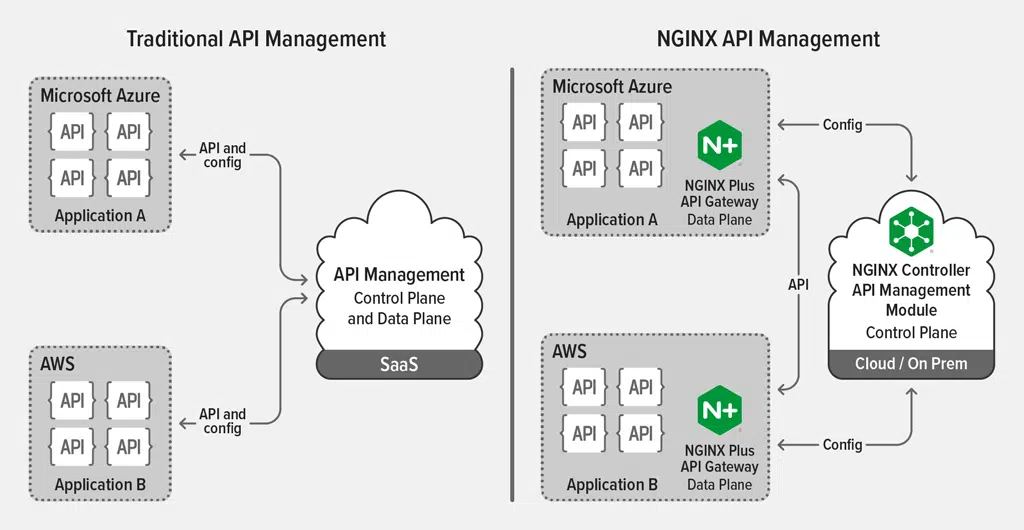 Traditional API Management
Microsoft Azure
API
API
API
API
Application A
API and
config
API Management
Control Plane
and Data Plane
SaaS
AWS
API
API
API
API
Application B
API and
config
NGINX API Management
Microsoft Azure
API
API
API
API
Application A
N+
NGINX Plus
API Gateway
Data Plane
Config
API
NGINX Controller
API Management
Module
Control Plane
Cloud / On Prem
AWS
API
API
API
API
Application B
N+
NGINX Plus
API Gateway
Data Plane
Config